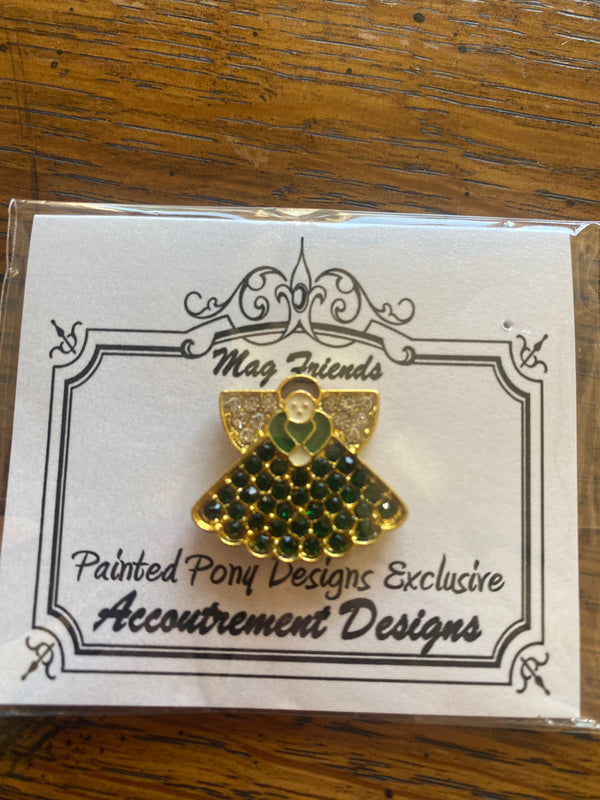 Mag Friends
Painted Pony Designs Exclusive
Accoutrement Designs